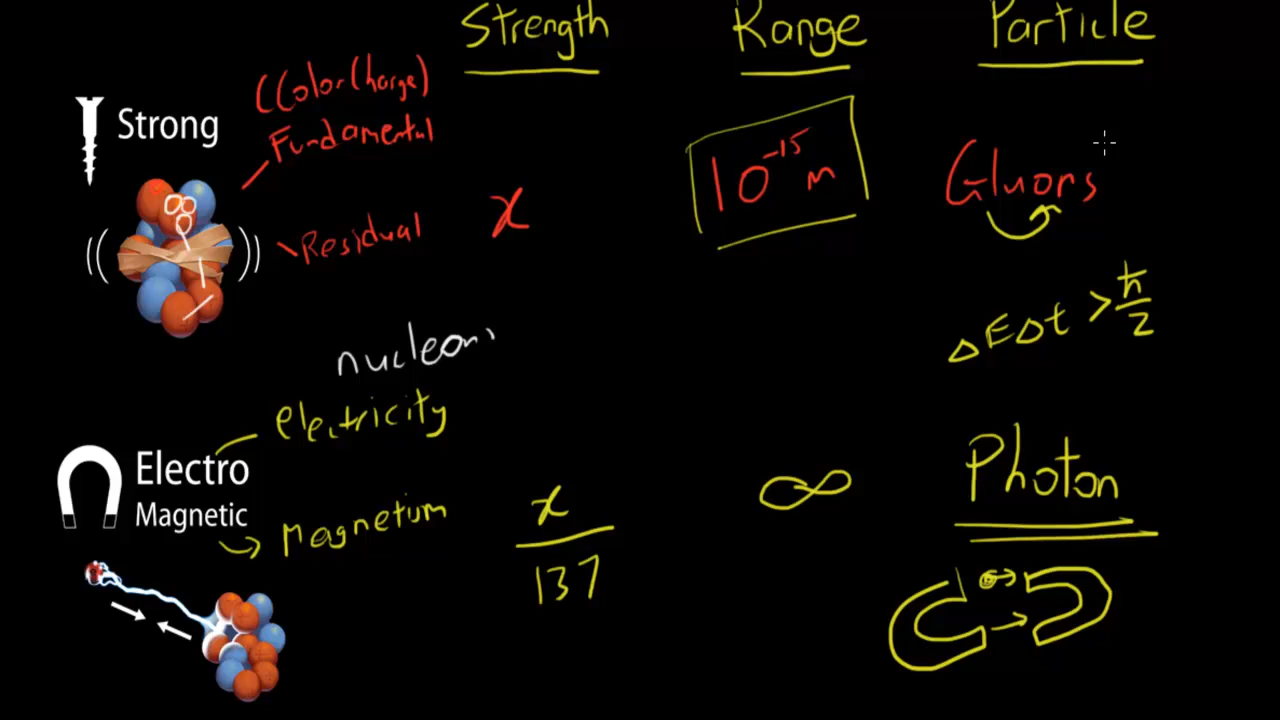 Strength Range Particle
(Color Charge)
Strong
Fundamental
10⁻¹⁵ m
Gluons
x
Residual
ΔEΔt > ℏ/2
nucleon
electricity
Electro
Magnetic
Magnetism
x/137
∞
Photon